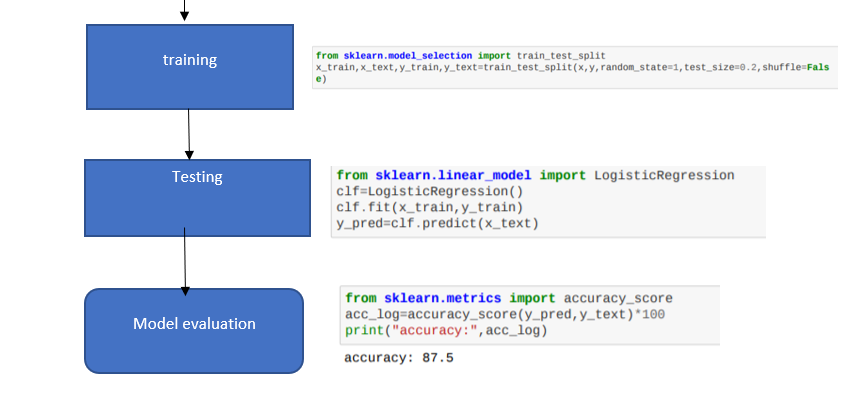 training
from sklearn.model_selection import train_test_split
x_train,x_text,y_train,y_text=train_test_split(x,y,random_state=1,test_size=0.2,shuffle=Fals
e)
Testing
from sklearn.linear_model import LogisticRegression
clf=LogisticRegression()
clf.fit(x_train,y_train)
y_pred=clf.predict(x_text)
Model evaluation
from sklearn.metrics import accuracy_score
acc_log=accuracy_score(y_pred,y_text)*100
print("accuracy:",acc_log)
accuracy: 87.5